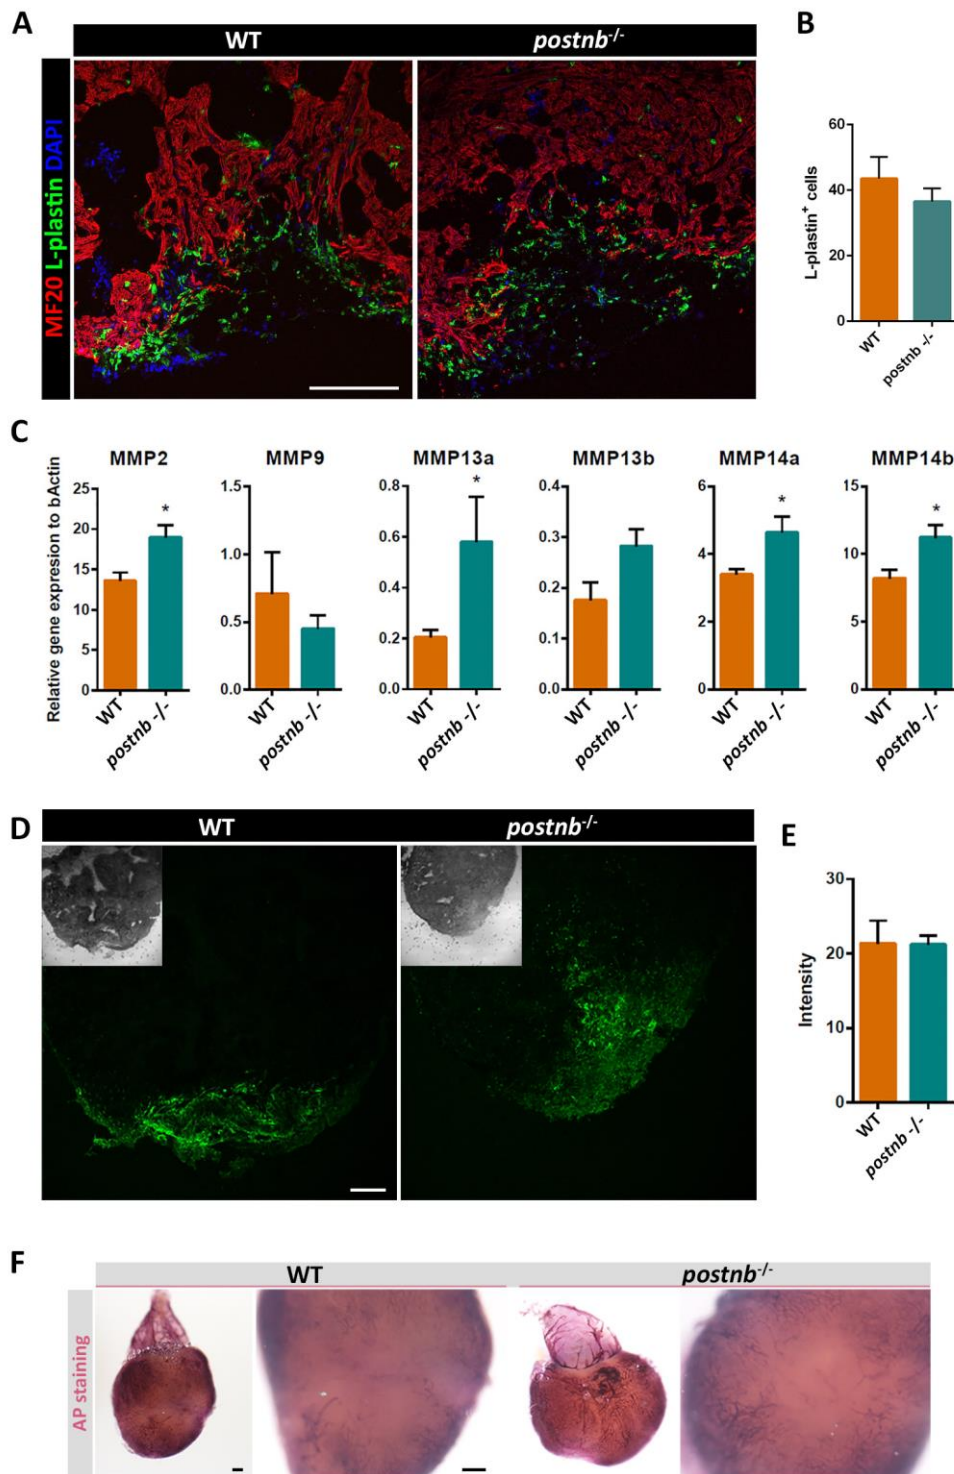 A
WT
postnb-/-
MF20 L-plastin DAPI
B
L-plastin+ cells
60
40
20
0
WT
postnb -/-
C
Relative gene expresion to bActin
MMP2
25
20
15
10
5
0
*
WT
postnb -/-
MMP9
1.5
1.0
0.5
0.0
WT
postnb -/-
MMP13a
0.8
0.6
0.4
0.2
0.0
*
WT
postnb -/-
MMP13b
0.4
0.3
0.2
0.1
0.0
WT
postnb -/-
MMP14a
6
4
2
0
*
WT
postnb -/-
MMP14b
15
10
5
0
*
WT
postnb -/-
D
WT
postnb-/-
E
Intensity
30
20
10
0
WT
postnb -/-
F
WT
postnb-/-
AP staining